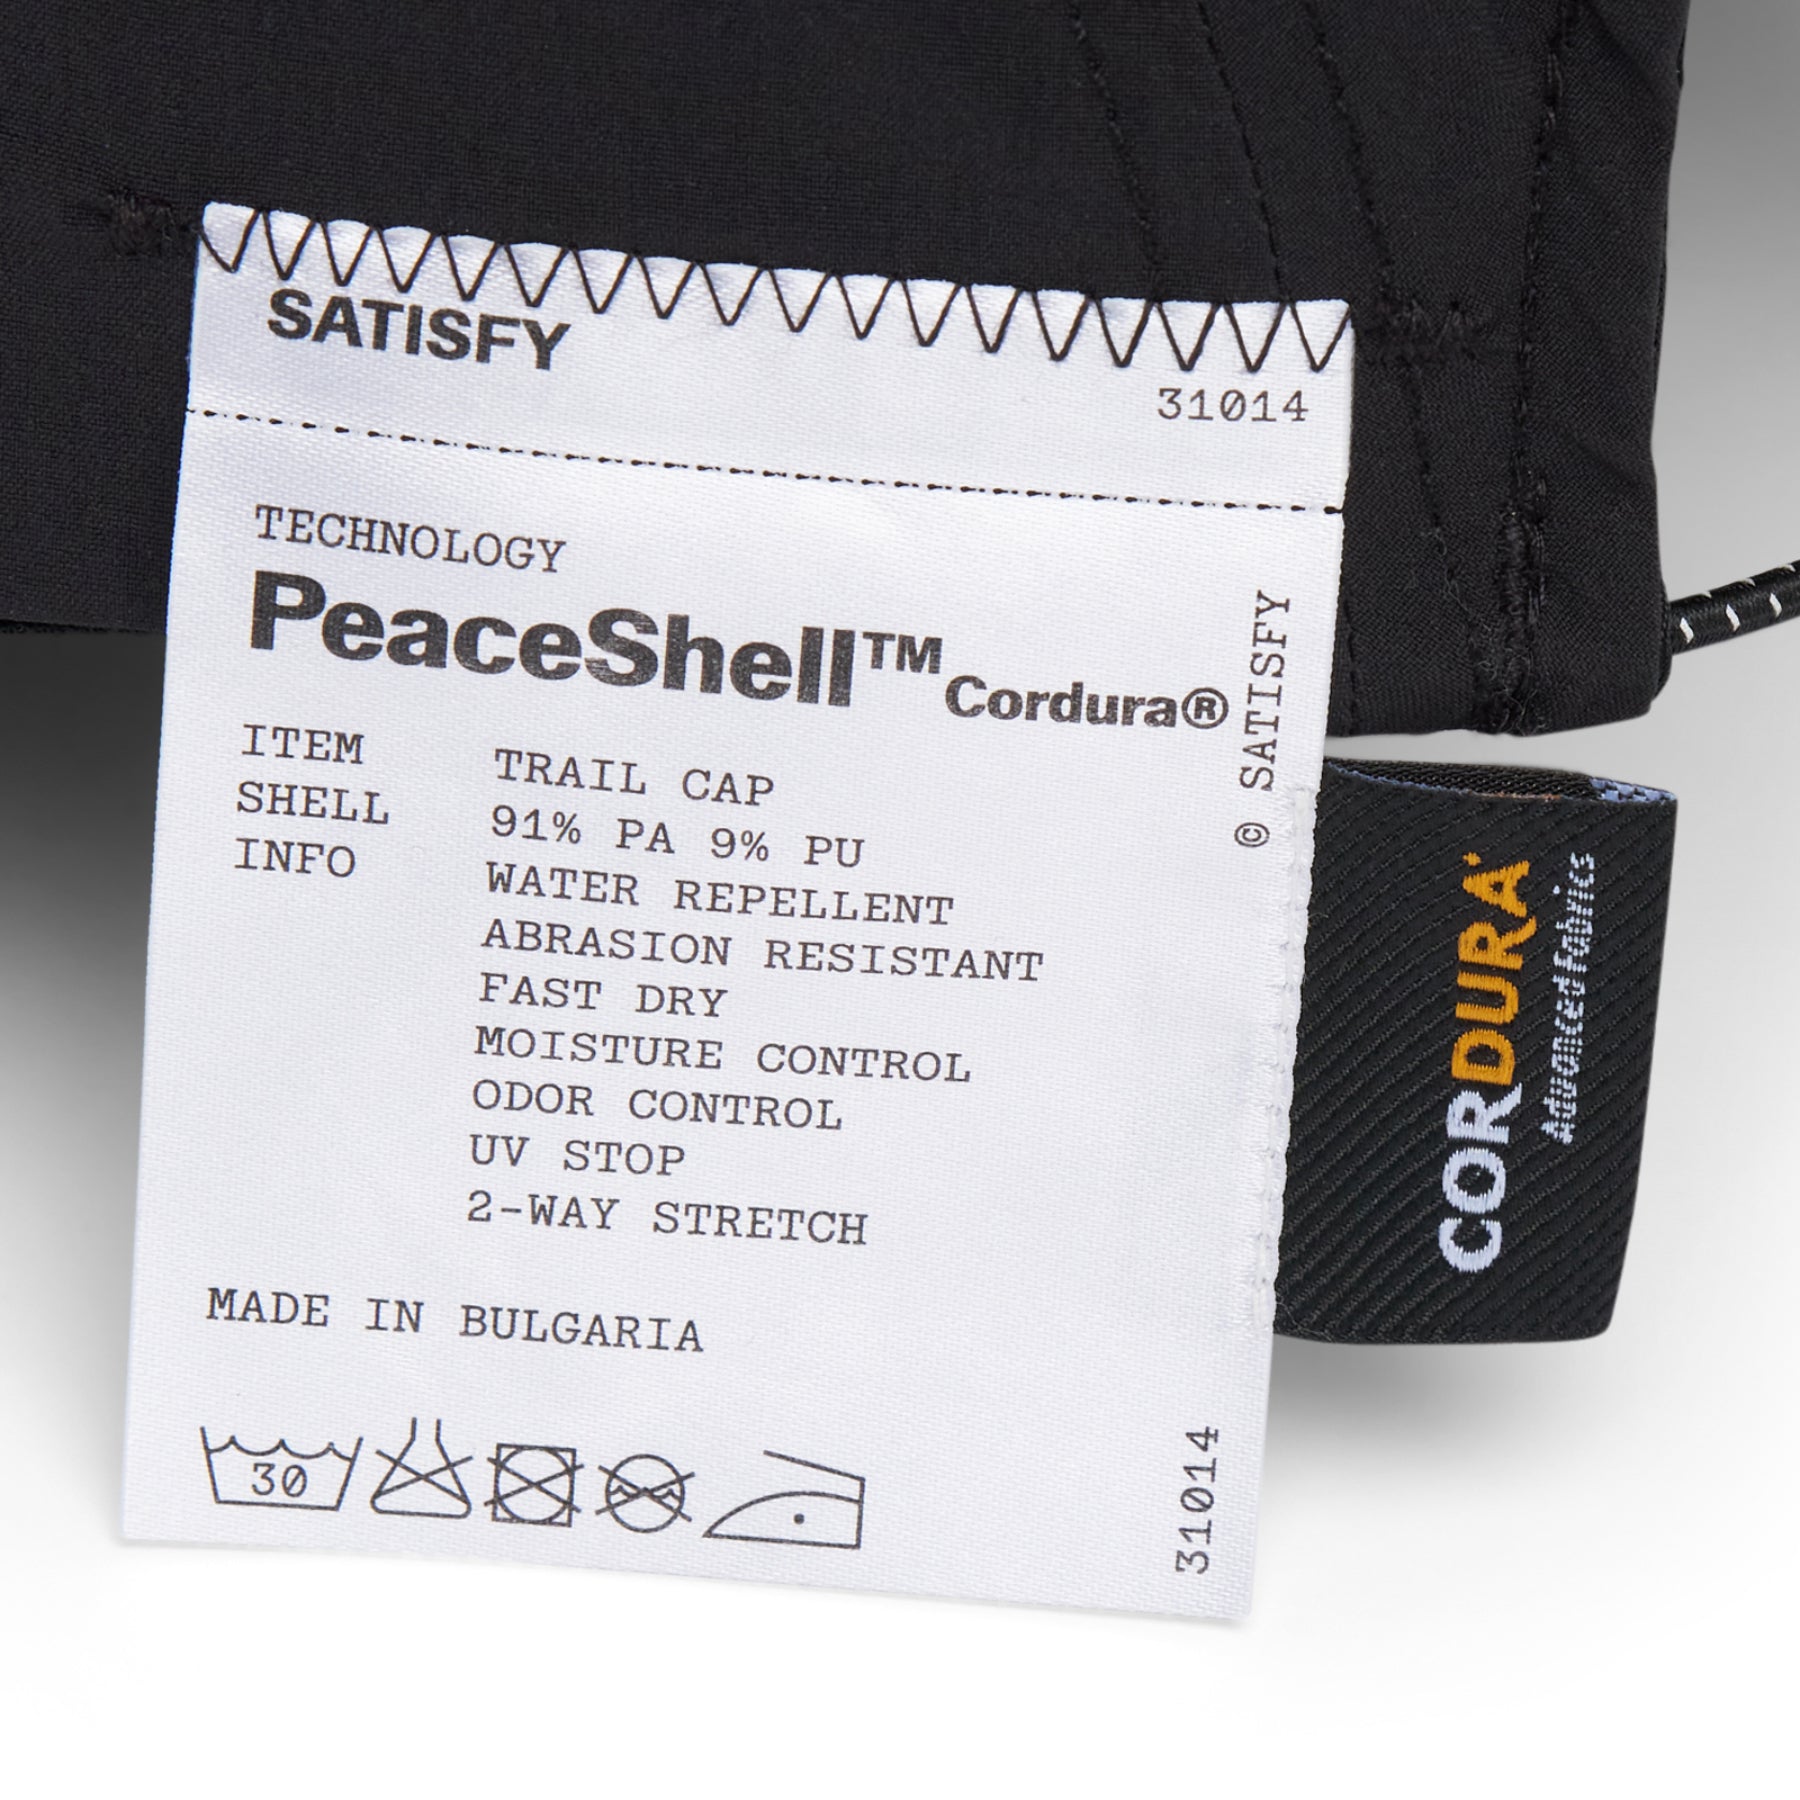 SATISFY
31014
TECHNOLOGY
PeaceShell™ Cordura®
© SATISFY
ITEM TRAIL CAP
SHELL 91% PA 9% PU
INFO WATER REPELLENT
ABRASION RESISTANT
FAST DRY
MOISTURE CONTROL
ODOR CONTROL
UV STOP
2-WAY STRETCH
MADE IN BULGARIA
30
31014
CORDURA
Advanced Fabrics